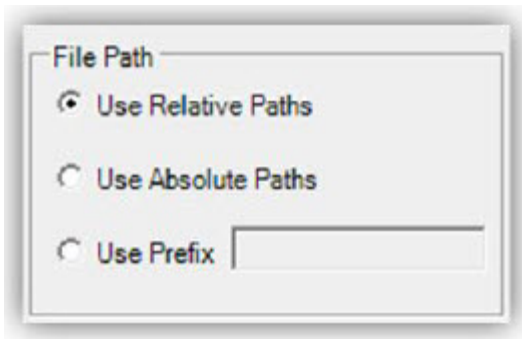 File Path
Use Relative Paths
Use Absolute Paths
Use Prefix